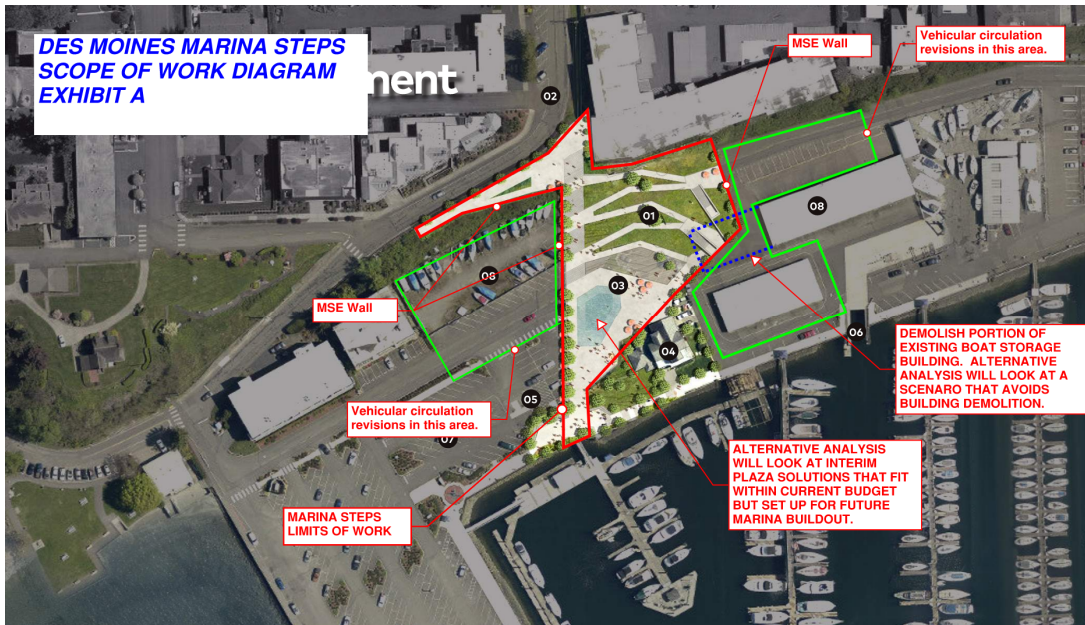 DES MOINES MARINA STEPS
SCOPE OF WORK DIAGRAM
EXHIBIT A
ment
MSE Wall
Vehicular circulation
revisions in this area.
02
01
08
08
03
04
06
05
07
MSE Wall
Vehicular circulation
revisions in this area.
MARINA STEPS
LIMITS OF WORK
DEMOLISH PORTION OF
EXISTING BOAT STORAGE
BUILDING. ALTERNATIVE
ANALYSIS WILL LOOK AT A
SCENARO THAT AVOIDS
BUILDING DEMOLITION.
ALTERNATIVE ANALYSIS
WILL LOOK AT INTERIM
PLAZA SOLUTIONS THAT FIT
WITHIN CURRENT BUDGET
BUT SET UP FOR FUTURE
MARINA BUILDOUT.